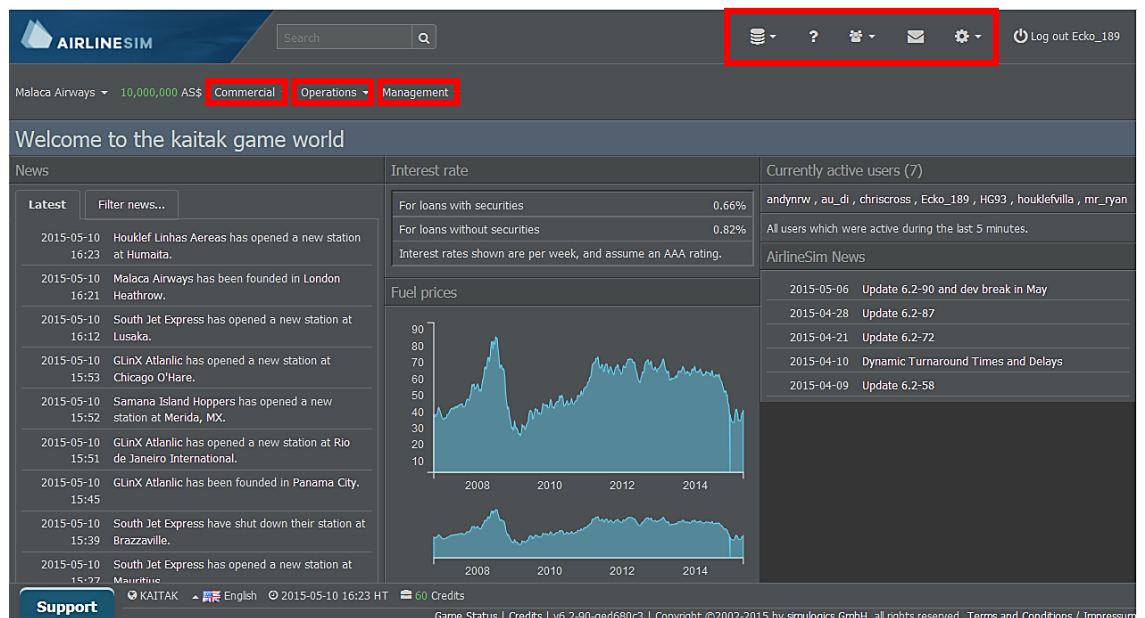 AIRLINESIM
Search
?
Log out Ecko_189
Malaca Airways 10,000,000 AS$ Commercial Operations Management
Welcome to the kaitak game world
News
Latest Filter news...
2015-05-10 Houklef Linhas Aereas has opened a new station
16:23 at Humaita.
2015-05-10 Malaca Airways has been founded in London
16:21 Heathrow.
2015-05-10 South Jet Express has opened a new station at
16:12 Lusaka.
2015-05-10 GLinX Atlanlic has opened a new station at
15:53 Chicago O'Hare.
2015-05-10 Samana Island Hoppers has opened a new
15:52 station at Merida, MX.
2015-05-10 GLinX Atlanlic has opened a new station at Rio
15:51 de Janeiro International.
2015-05-10 GLinX Atlanlic has been founded in Panama City.
15:45
2015-05-10 South Jet Express have shut down their station at
15:39 Brazzaville.
2015-05-10 South Jet Express has opened a new station at
15:27 Mauritius
Interest rate
For loans with securities 0.66%
For loans without securities 0.82%
Interest rates shown are per week, and assume an AAA rating.
Fuel prices
90
80
70
60
50
40
30
20
10
2008 2010 2012 2014
2008 2010 2012 2014
Currently active users (7)
andynrw , au_di , chriscross , Ecko_189 , HG93 , houklefvilla , mr_ryan
All users which were active during the last 5 minutes.
AirlineSim News
2015-05-06 Update 6.2-90 and dev break in May
2015-04-28 Update 6.2-87
2015-04-21 Update 6.2-72
2015-04-10 Dynamic Turnaround Times and Delays
2015-04-09 Update 6.2-58
Support
KAITAK English 2015-05-10 16:23 HT 60 Credits
Game Status | Credits | v6.2-90-ged680c3 | Copyright ©2002-2015 by simulogics GmbH, all rights reserved. Terms and Conditions / Impressum